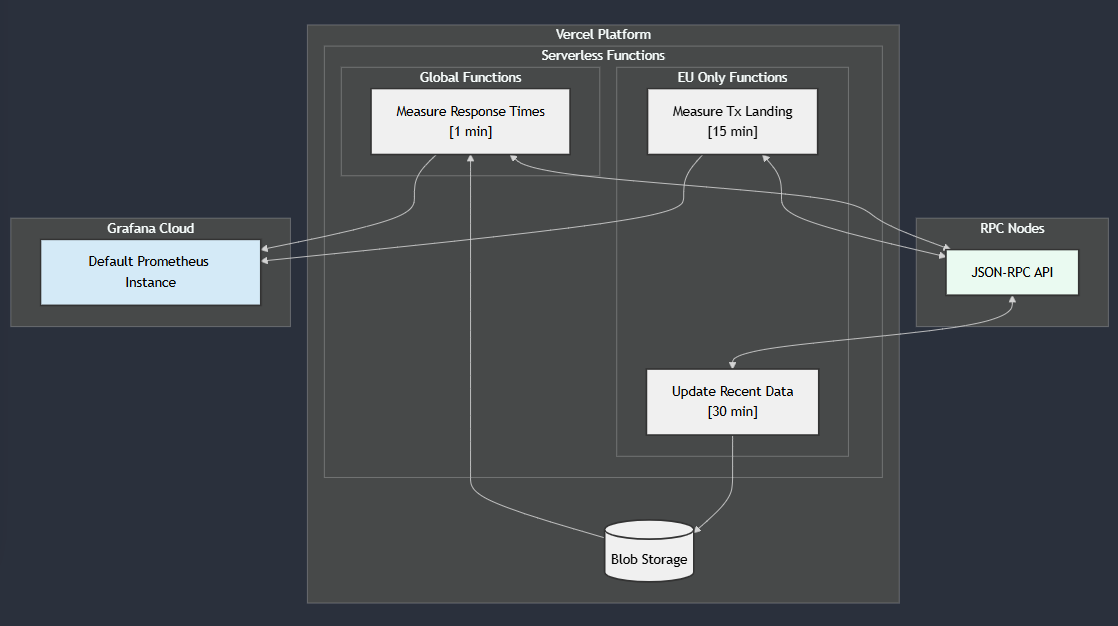 Vercel Platform
Serverless Functions
Global Functions
EU Only Functions
Measure Response Times
[1 min]
Measure Tx Landing
[15 min]
Grafana Cloud
Default Prometheus
Instance
RPC Nodes
JSON-RPC API
Update Recent Data
[30 min]
Blob Storage